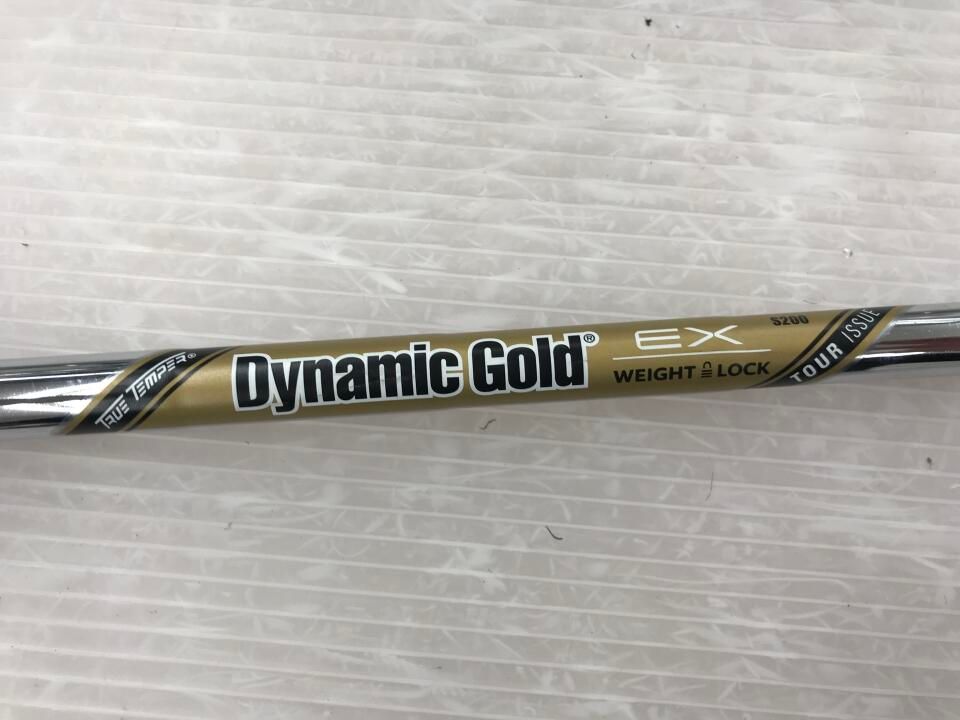 TRUE TEMPER®
Dynamic Gold®
EX
WEIGHT LOCK
S200
TOUR ISSUE